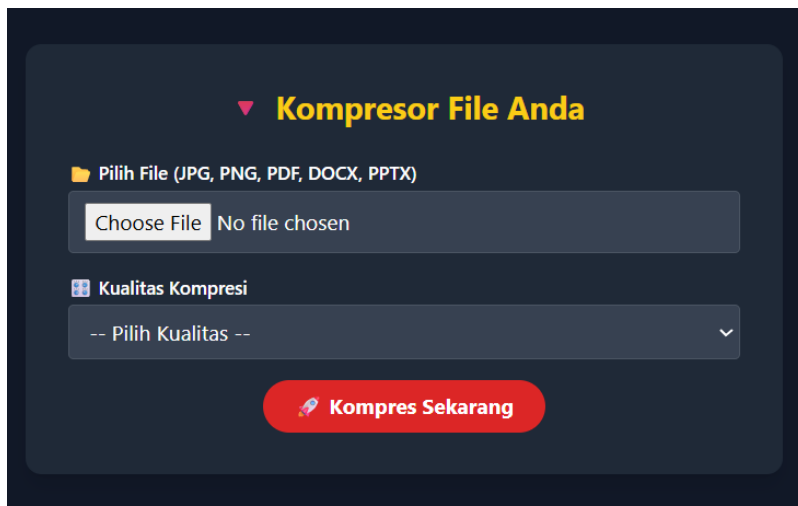 🔻 Kompresor File Anda
📂 Pilih File (JPG, PNG, PDF, DOCX, PPTX)
Choose File No file chosen
🎛️ Kualitas Kompresi
-- Pilih Kualitas --
🚀 Kompres Sekarang